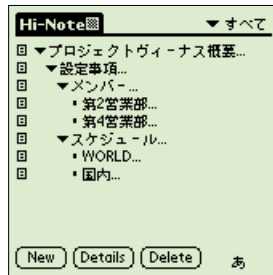 Hi-Note
▼すべて
▼プロジェクトヴィーナス概要...
▼設定事項...
▼メンバー...
▪第2営業部...
▪第4営業部...
▼スケジュール...
▪WORLD...
▪国内...
New Details Delete あ